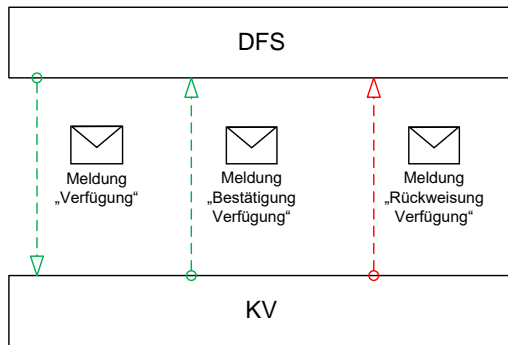 DFS
Meldung
„Verfügung“
Meldung
„Bestätigung
Verfügung“
Meldung
„Rückweisung
Verfügung“
KV